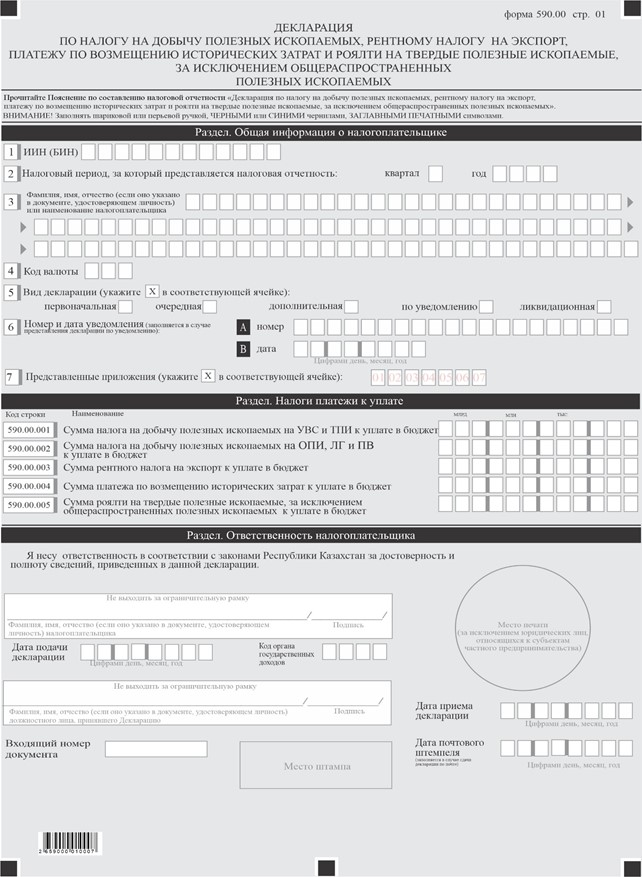 форма 590.00 стр. 01
ДЕКЛАРАЦИЯ
ПО НАЛОГУ НА ДОБЫЧУ ПОЛЕЗНЫХ ИСКОПАЕМЫХ, РЕНТНОМУ НАЛОГУ НА ЭКСПОРТ,
ПЛАТЕЖУ ПО ВОЗМЕЩЕНИЮ ИСТОРИЧЕСКИХ ЗАТРАТ И РОЯЛТИ НА ТВЕРДЫЕ ПОЛЕЗНЫЕ ИСКОПАЕМЫЕ,
ЗА ИСКЛЮЧЕНИЕМ ОБЩЕРАСПРОСТРАНЕННЫХ
ПОЛЕЗНЫХ ИСКОПАЕМЫХ
Прочитайте Пояснение по составлению налоговой отчетности «Декларация по налогу на добычу полезных ископаемых, рентному налогу на экспорт,
платежу по возмещению исторических затрат и роялти на твердые полезные ископаемые, за исключением общераспространенных полезных ископаемых».
ВНИМАНИЕ! Заполнять шариковой или перьевой ручкой, ЧЕРНЫМИ или СИНИМИ чернилами, ЗАГЛАВНЫМИ ПЕЧАТНЫМИ символами.
Раздел. Общая информация о налогоплательщике
1 ИИН (БИН)
2 Налоговый период, за который представляется налоговая отчетность: квартал год
3 Фамилия, имя, отчество (если оно указано
в документе, удостоверяющем личность)
или наименование налогоплательщика
4 Код валюты
5 Вид декларации (укажите X в соответствующей ячейке):
первоначальная очередная дополнительная по уведомлению ликвидационная
6 Номер и дата уведомления (заполняется в случае
представления декларации по уведомлению):
A номер
B дата
Цифрами день, месяц, год
7 Представленные приложения (укажите X в соответствующей ячейке): 01 02 03 04 05 06 07
Раздел. Налоги платежи к уплате
Код строки Наименование млрд млн тыс
590.00.001 Сумма налога на добычу полезных ископаемых на УВС и ТПИ к уплате в бюджет
590.00.002 Сумма налога на добычу полезных ископаемых на ОПИ, ЛГ и ПВ
к уплате в бюджет
590.00.003 Сумма рентного налога на экспорт к уплате в бюджет
590.00.004 Сумма платежа по возмещению исторических затрат к уплате в бюджет
590.00.005 Сумма роялти на твердые полезные ископаемые, за исключением
общераспространенных полезных ископаемых к уплате в бюджет
Раздел. Ответственность налогоплательщика
Я несу ответственность в соответствии с законами Республики Казахстан за достоверность и
полноту сведений, приведенных в данной декларации.
Не выходить за ограничительную рамку
/ /
Фамилия, имя, отчество (если оно указано в документе, удостоверяющем
личность) налогоплательщика
Подпись
Место печати
(за исключением юридических лиц,
относящихся к субъектам
частного предпринимательства)
Дата подачи
декларации
Цифрами день, месяц, год
Код органа
государственных
доходов
Не выходить за ограничительную рамку
/ /
Фамилия, имя, отчество (если оно указано в документе, удостоверяющем личность)
должностного лица, принявшего Декларацию
Подпись
Дата приема
декларации
Цифрами день, месяц, год
Входящий номер
документа
Место штампа
Дата почтового
штемпеля
(заполняется в случае сдачи
декларации по почте)
Цифрами день, месяц, год
2 659000 010007